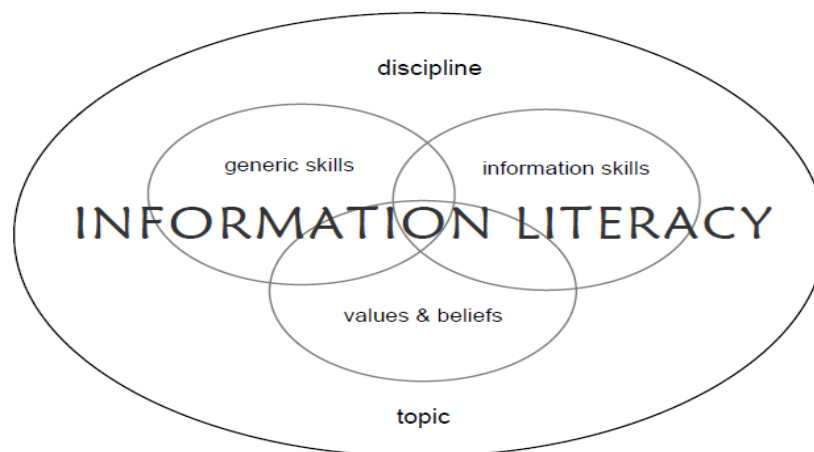 discipline
generic skills
information skills
INFORMATION LITERACY
values & beliefs
topic